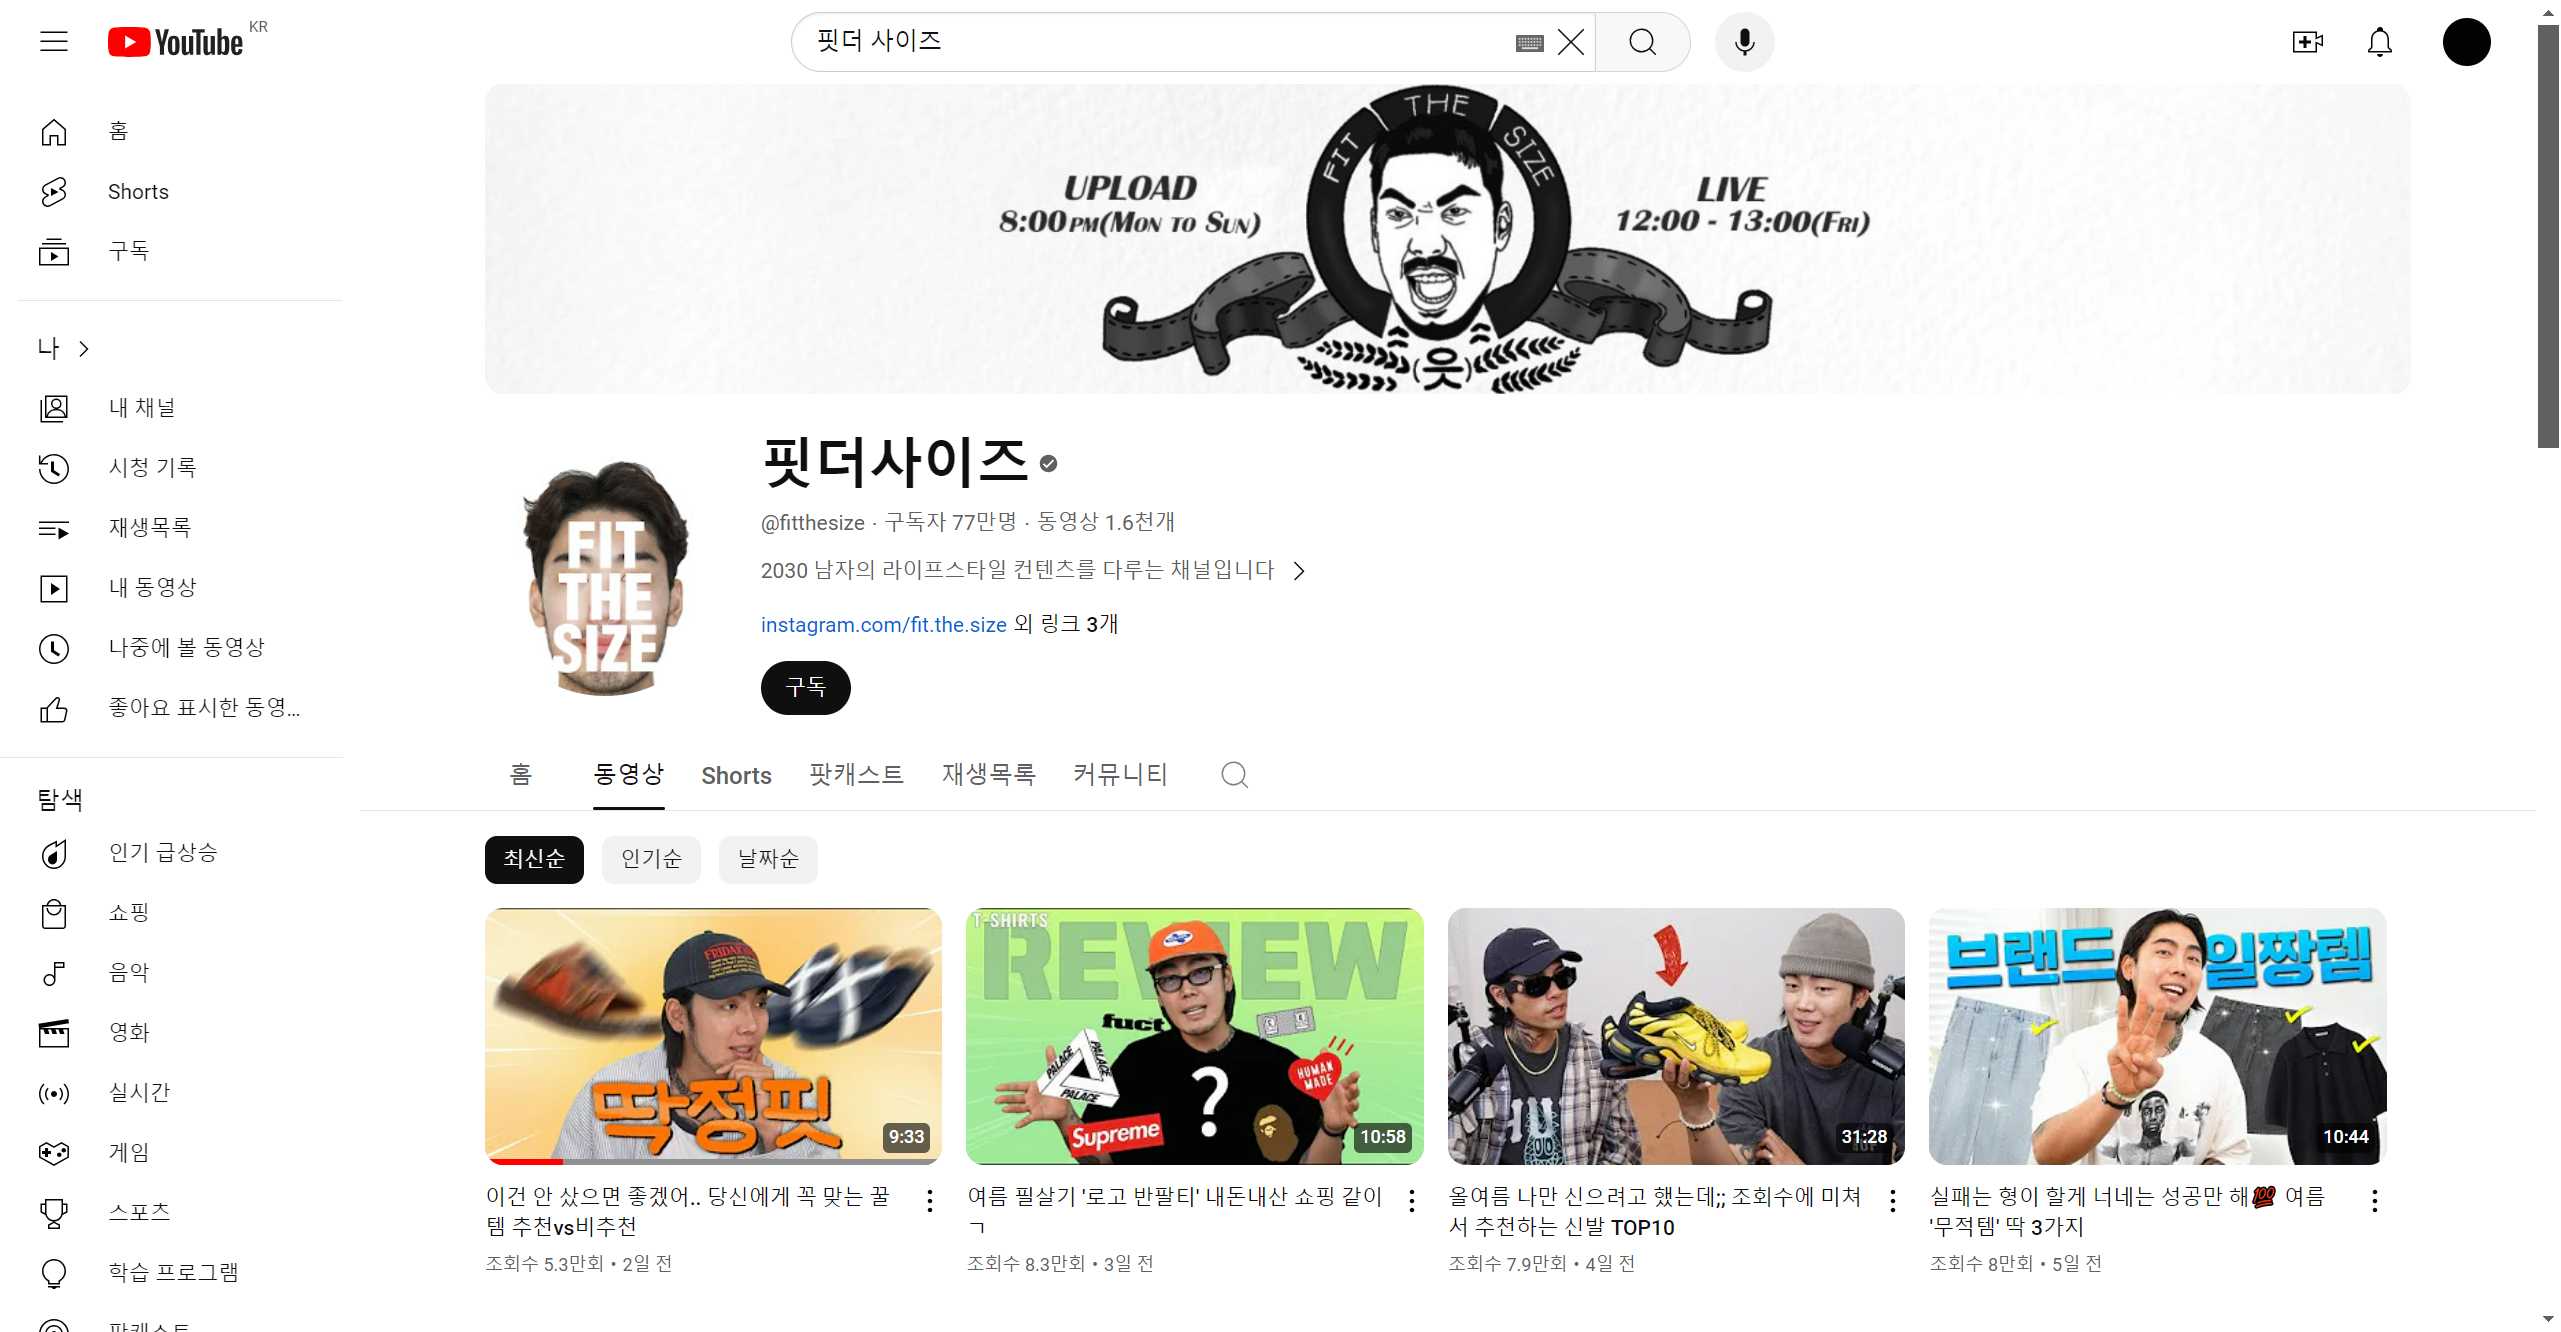 YouTube KR
핏더 사이즈
홈
Shorts
구독
나
내 채널
시청 기록
재생목록
내 동영상
나중에 볼 동영상
좋아요 표시한 동영...
탐색
인기 급상승
쇼핑
음악
영화
실시간
게임
스포츠
학습 프로그램
팟캐스트
FIT THE SIZE
UPLOAD
8:00PM(MON TO SUN)
LIVE
12:00 - 13:00(FRI)
(웃)
FIT
THE
SIZE
핏더사이즈
@fitthesize · 구독자 77만명 · 동영상 1.6천개
2030 남자의 라이프스타일 컨텐츠를 다루는 채널입니다
instagram.com/fit.the.size 외 링크 3개
구독
홈 동영상 Shorts 팟캐스트 재생목록 커뮤니티
최신순 인기순 날짜순
딱정핏
9:33
이건 안 샀으면 좋겠어.. 당신에게 꼭 맞는 꿀
템 추천vs비추천
조회수 5.3만회 • 2일 전
T-SHIRTS
REVIEW
fuct
PALACE
PALACE
PALACE
HUMAN
MADE
Supreme
?
10:58
여름 필살기 '로고 반팔티' 내돈내산 쇼핑 같이
ㄱ
조회수 8.3만회 • 3일 전
31:28
올여름 나만 신으려고 했는데;; 조회수에 미쳐
서 추천하는 신발 TOP10
조회수 7.9만회 • 4일 전
브랜드 일짱템
10:44
실패는 형이 할게 너네는 성공만 해💯 여름
'무적템' 딱 3가지
조회수 8만회 • 5일 전